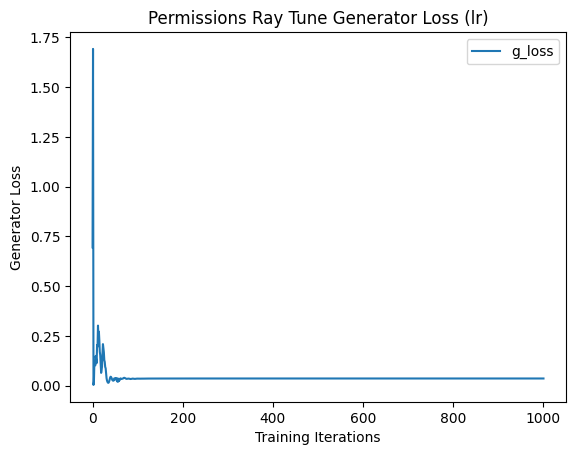 Permissions Ray Tune Generator Loss (lr)
g_loss
Generator Loss
1.75
1.50
1.25
1.00
0.75
0.50
0.25
0.00
0 200 400 600 800 1000
Training Iterations